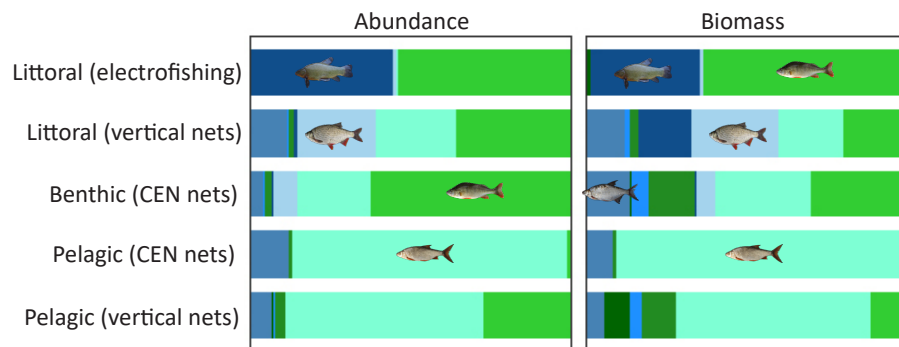 Abundance
Biomass
Littoral (electrofishing)
Littoral (vertical nets)
Benthic (CEN nets)
Pelagic (CEN nets)
Pelagic (vertical nets)